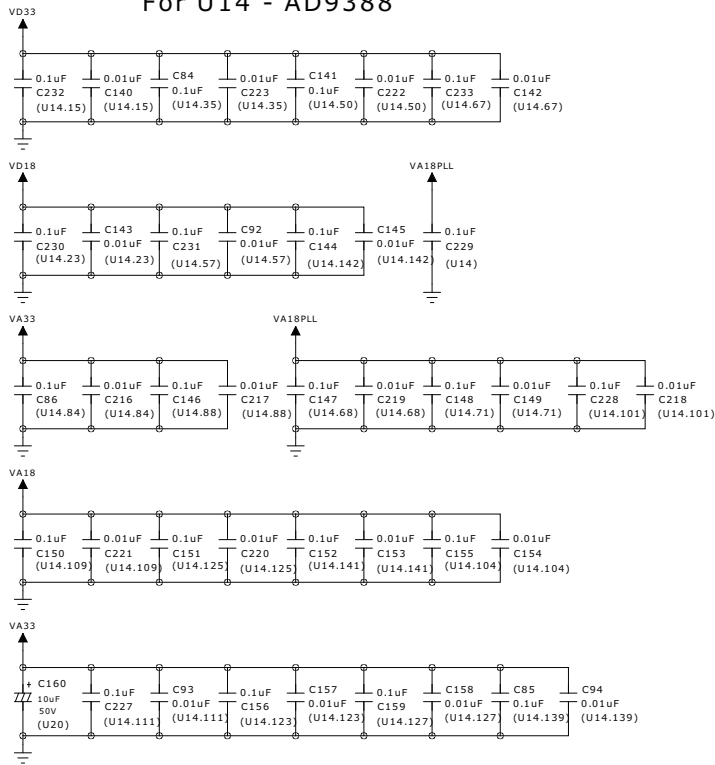 For U14 - AD9388
VD33
0.1uF
C232
(U14.15)
0.01uF
C140
(U14.15)
C84
0.1uF
(U14.35)
0.01uF
C223
(U14.35)
C141
0.1uF
(U14.50)
0.01uF
C222
(U14.50)
0.1uF
C233
(U14.67)
0.01uF
C142
(U14.67)
VD18
0.1uF
C230
(U14.23)
C143
0.01uF
(U14.23)
0.1uF
C231
(U14.57)
C92
0.01uF
(U14.57)
0.1uF
C144
(U14.142)
C145
0.01uF
(U14.142)
VA18PLL
0.1uF
C229
(U14)
VA33
0.1uF
C86
(U14.84)
0.01uF
C216
(U14.84)
0.1uF
C146
(U14.88)
0.01uF
C217
(U14.88)
VA18PLL
0.1uF
C147
(U14.68)
0.01uF
C219
(U14.68)
0.1uF
C148
(U14.71)
0.01uF
C149
(U14.71)
0.1uF
C228
(U14.101)
0.01uF
C218
(U14.101)
VA18
0.1uF
C150
(U14.109)
0.01uF
C221
(U14.109)
0.1uF
C151
(U14.125)
0.01uF
C220
(U14.125)
0.1uF
C152
(U14.141)
0.01uF
C153
(U14.141)
0.1uF
C155
(U14.104)
0.01uF
C154
(U14.104)
VA33
+ C160
10uF
50V
(U20)
0.1uF
C227
(U14.111)
C93
0.01uF
(U14.111)
0.1uF
C156
(U14.123)
C157
0.01uF
(U14.123)
0.1uF
C159
(U14.127)
C158
0.01uF
(U14.127)
C85
0.1uF
(U14.139)
C94
0.01uF
(U14.139)